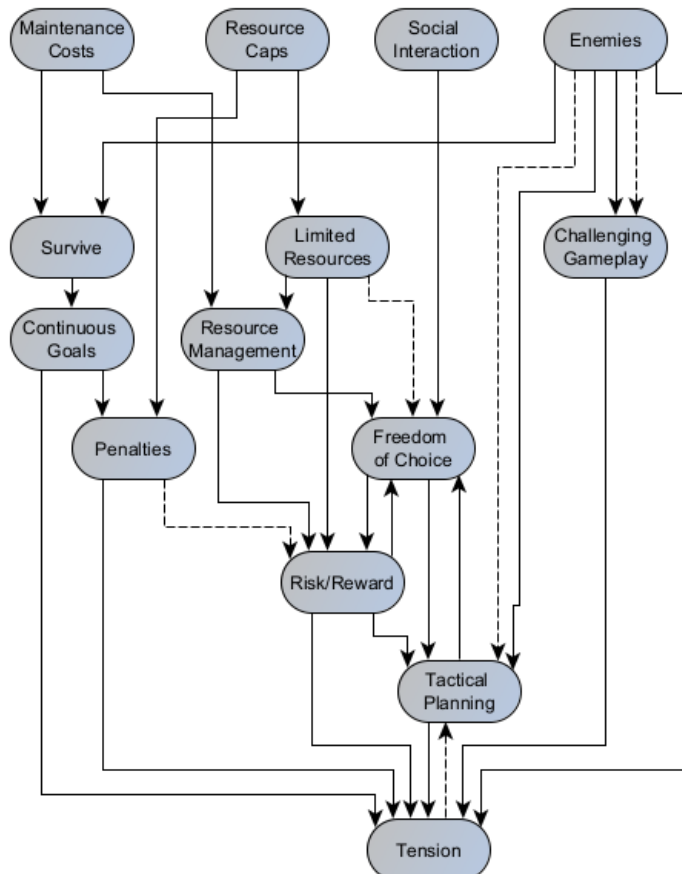 Maintenance
Costs
Resource
Caps
Social
Interaction
Enemies
Survive
Limited
Resources
Challenging
Gameplay
Continuous
Goals
Resource
Management
Penalties
Freedom
of Choice
Risk/Reward
Tactical
Planning
Tension